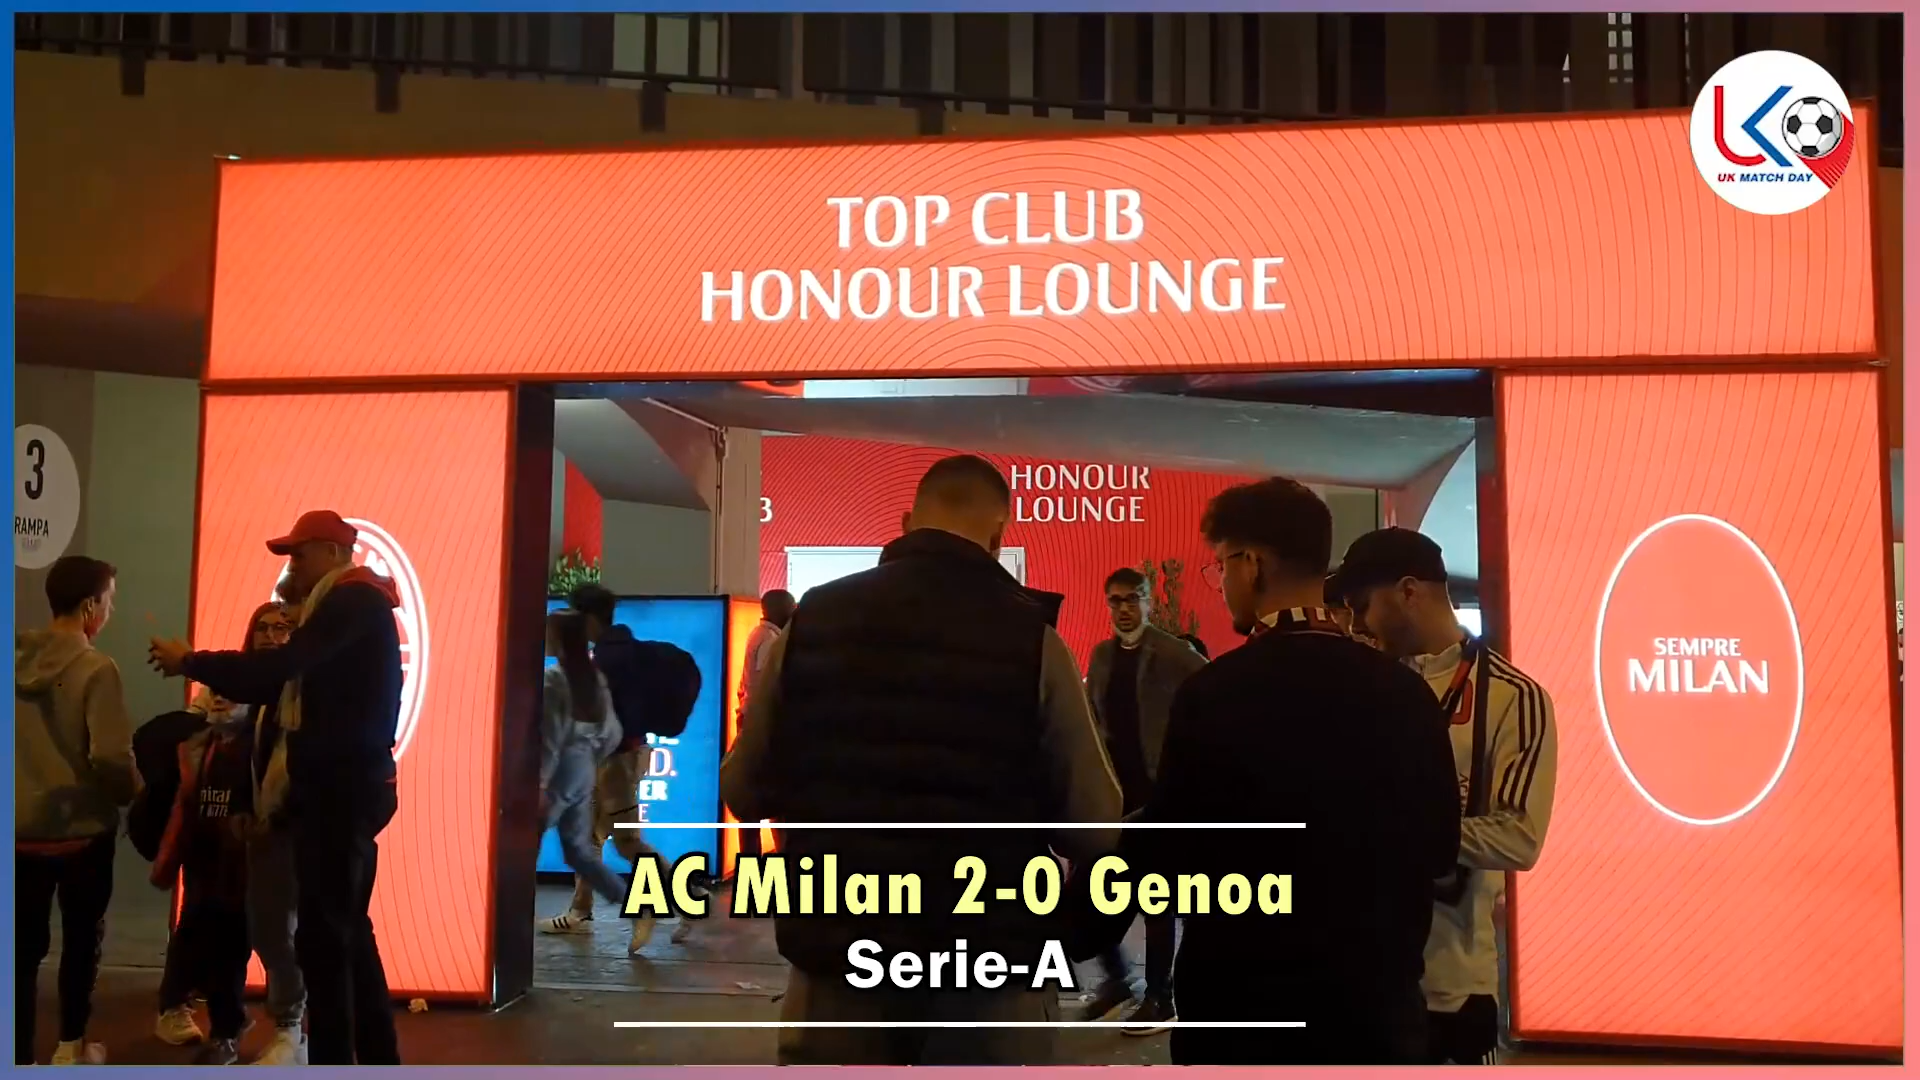 UK
UK MATCH DAY
TOP CLUB
HONOUR LOUNGE
3
RAMPA
HONOUR
LOUNGE
SEMPRE
MILAN
AC Milan 2-0 Genoa
Serie-A